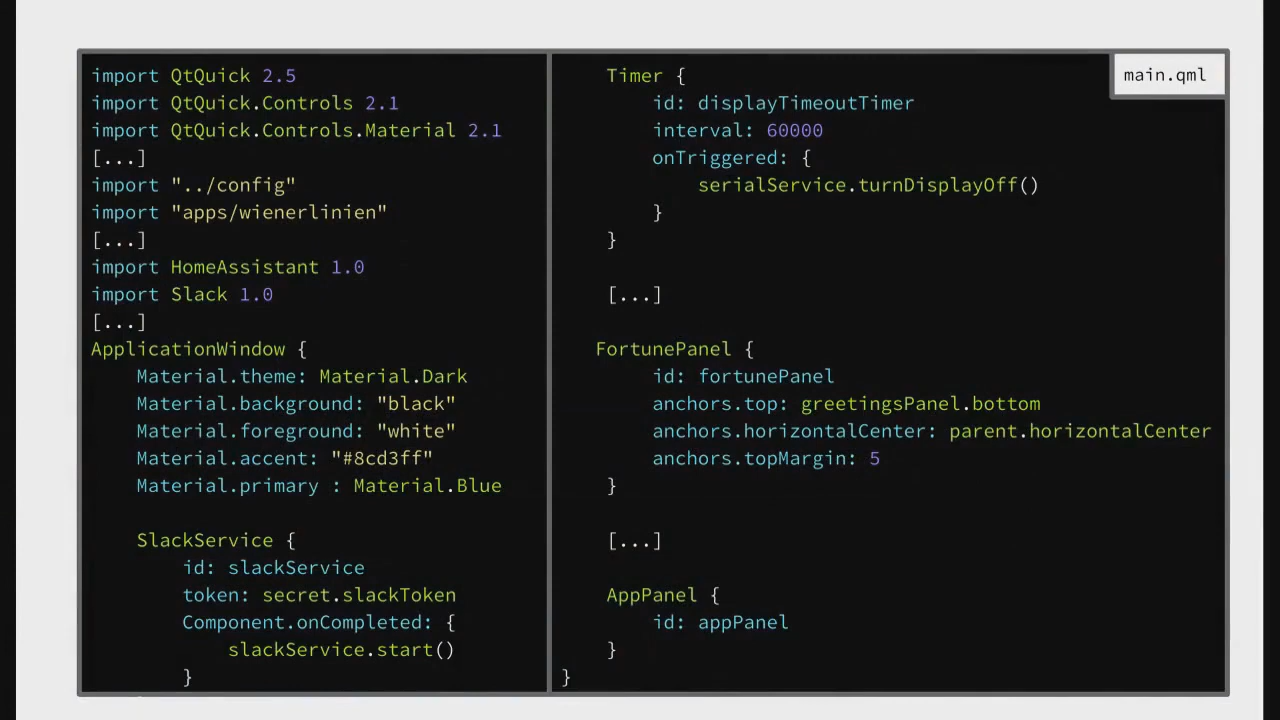 import QtQuick 2.5
import QtQuick.Controls 2.1
import QtQuick.Controls.Material 2.1
[...]
import "../config"
import "apps/wienerlinien"
[...]
import HomeAssistant 1.0
import Slack 1.0
[...]
ApplicationWindow {
    Material.theme: Material.Dark
    Material.background: "black"
    Material.foreground: "white"
    Material.accent: "#8cd3ff"
    Material.primary : Material.Blue

    SlackService {
        id: slackService
        token: secret.slackToken
        Component.onCompleted: {
            slackService.start()
        }
main.qml
    Timer {
        id: displayTimeoutTimer
        interval: 60000
        onTriggered: {
            serialService.turnDisplayOff()
        }
    }

    [...]

   FortunePanel {
        id: fortunePanel
        anchors.top: greetingsPanel.bottom
        anchors.horizontalCenter: parent.horizontalCenter
        anchors.topMargin: 5
    }

    [...]

    AppPanel {
        id: appPanel
    }
}